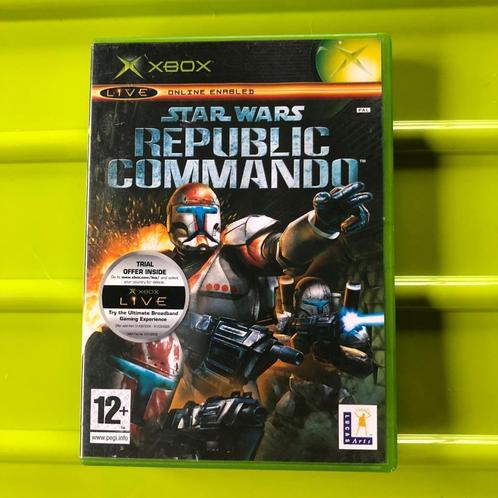 XBOX
LIVE ONLINE ENABLED
PAL
STAR WARS
REPUBLIC
COMMANDO™
TRIAL
OFFER INSIDE
XBOX
LIVE
Try the Ultimate Broadband
Gaming Experience
12+
www.pegi.info
LUCAS
Arts